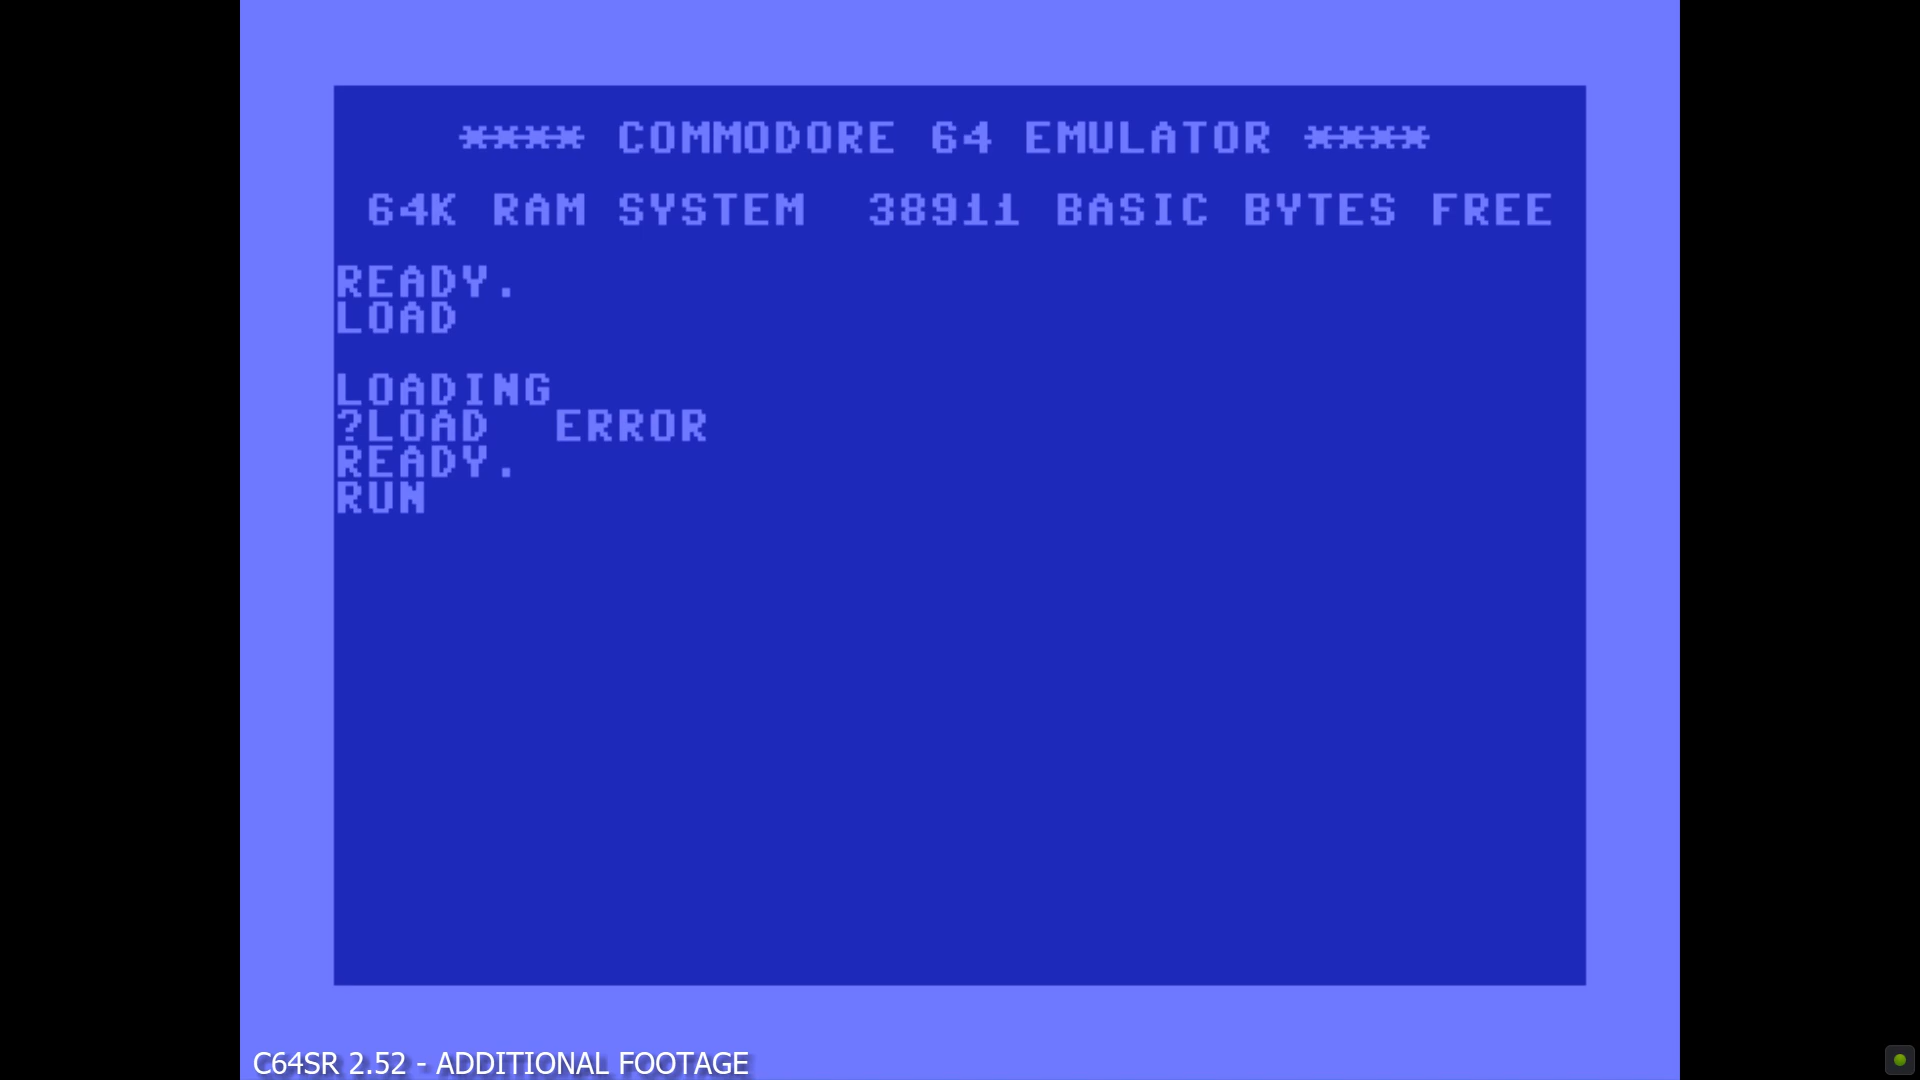 **** COMMODORE 64 EMULATOR ****
64K RAM SYSTEM  38911 BASIC BYTES FREE
READY.
LOAD
LOADING
?LOAD  ERROR
READY.
RUN
C64SR 2.52 - ADDITIONAL FOOTAGE